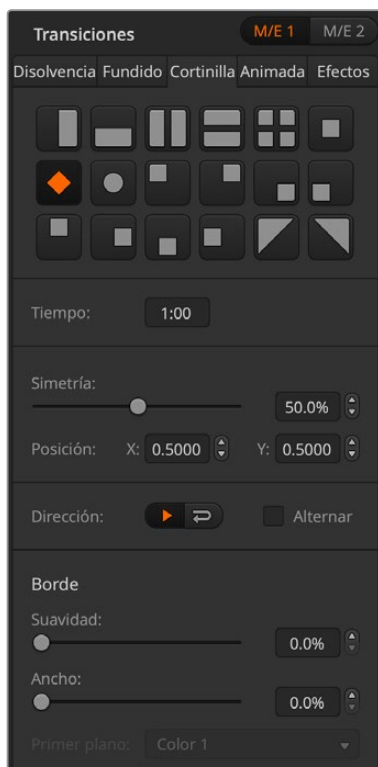 Transiciones M/E 1 M/E 2
Disolvencia Fundido Cortinilla Animada Efectos
Tiempo: 1:00
Simetría:
50.0%
Posición: X: 0.5000 Y: 0.5000
Dirección: Alternar
Borde
Suavidad:
0.0%
Ancho:
0.0%
Primer plano: Color 1